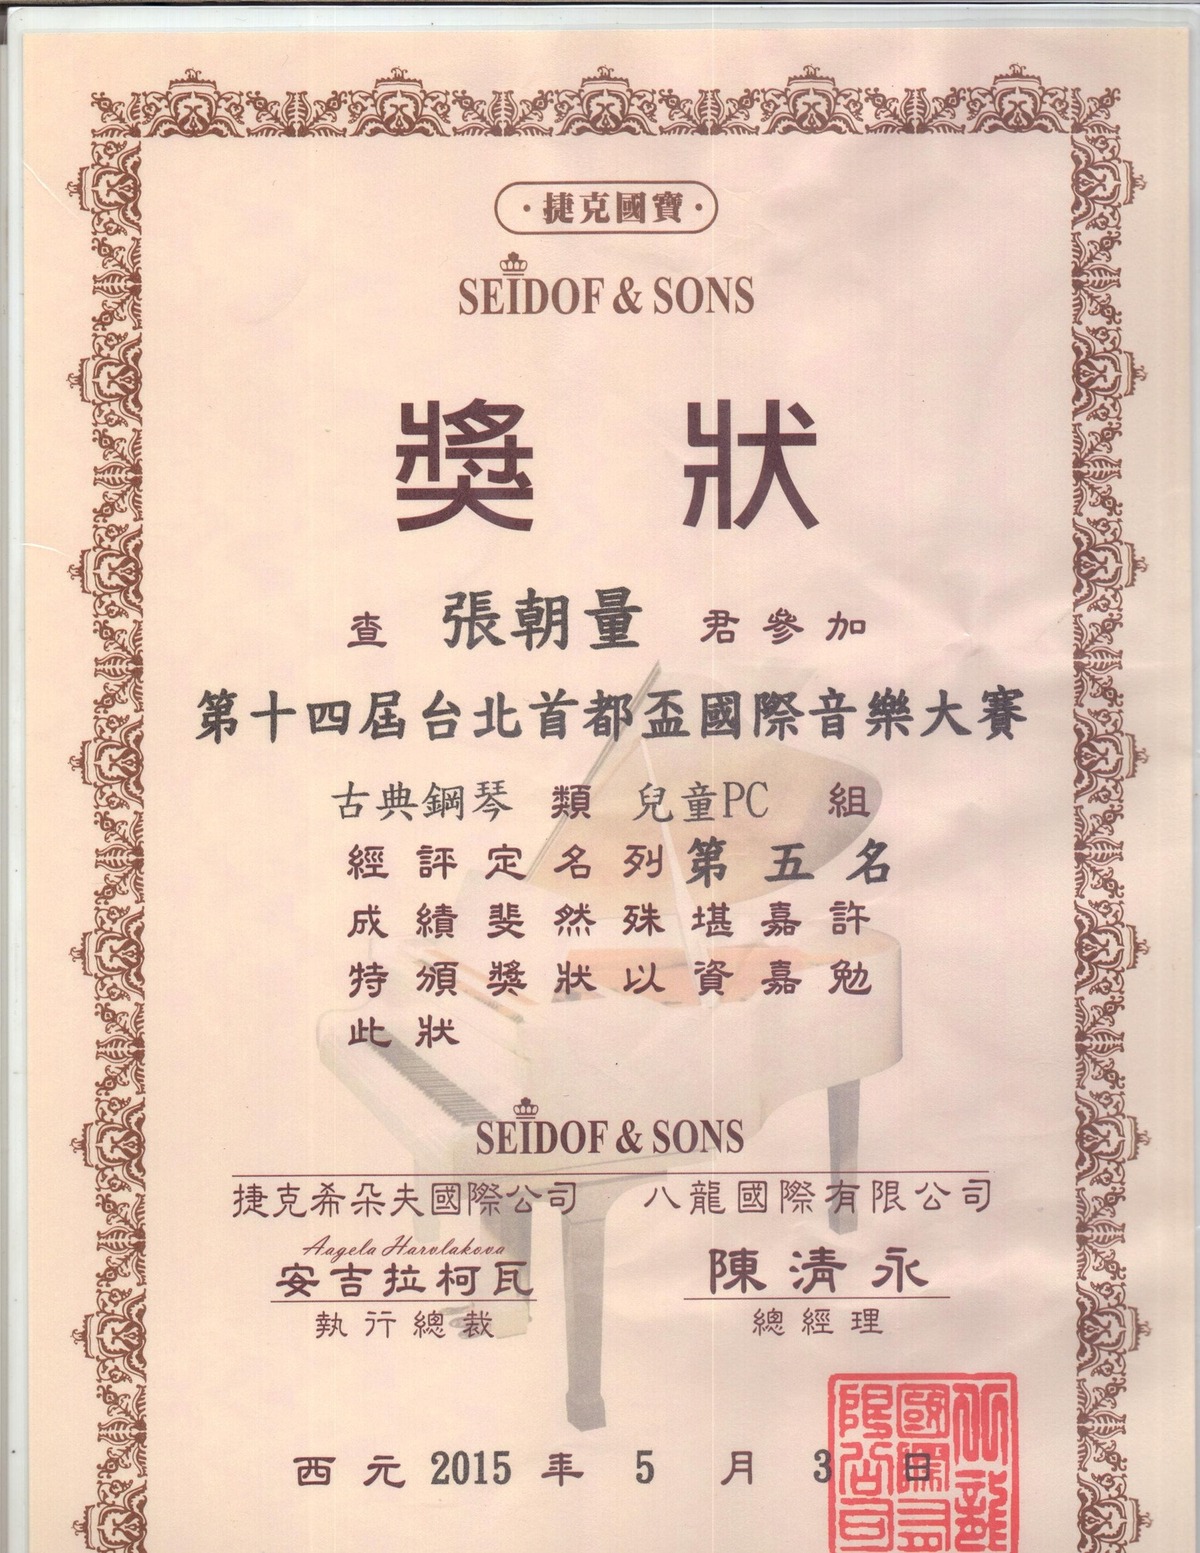 ·捷克國寶·
SEIDOF & SONS
獎狀
查 張朝量 君參加
第十四屆台北首都盃國際音樂大賽
古典鋼琴 類 兒童PC 組
經評定名列第五名
成績斐然殊堪嘉許
特頒獎狀以資嘉勉
此狀
SEIDOF & SONS
捷克希朵夫國際公司
Angela Harvlakova
安吉拉柯瓦
執行總裁
八龍國際有限公司
陳清永
總經理
西元 2015 年 5 月 3 日